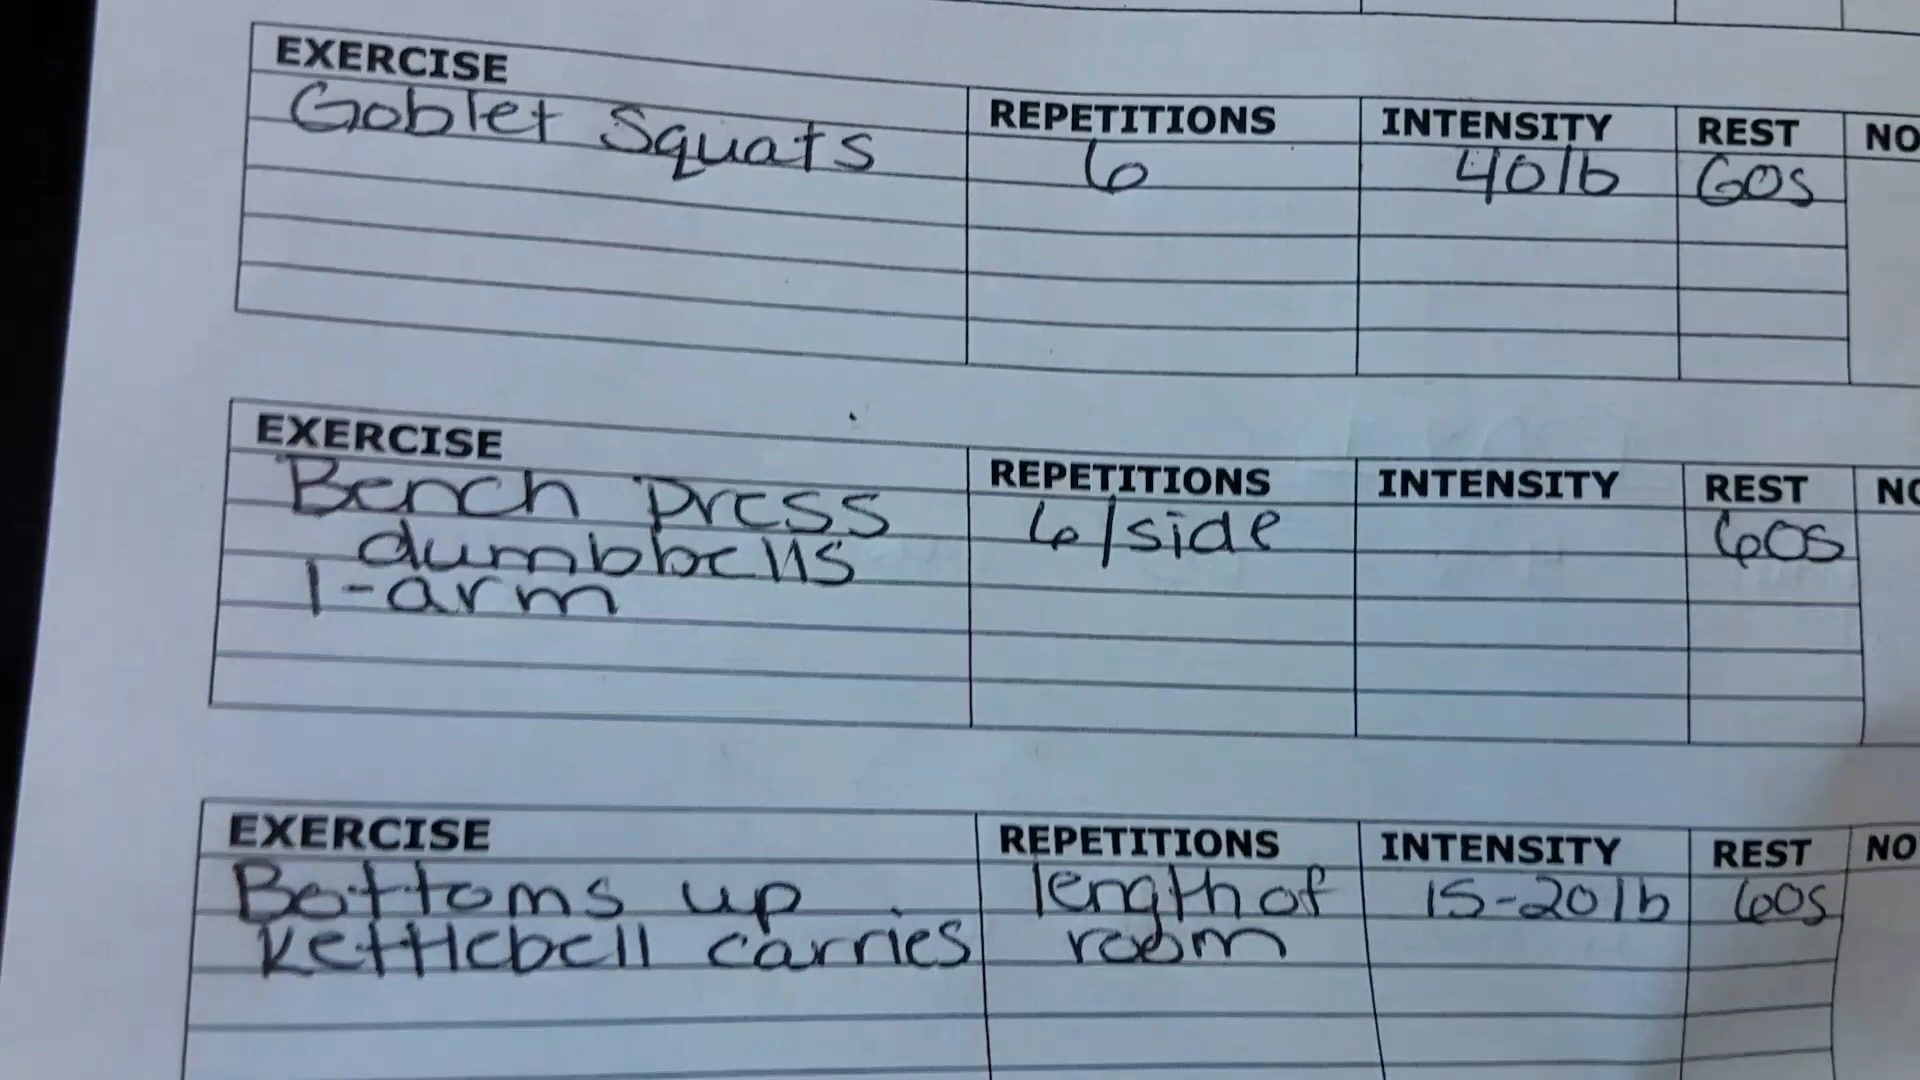 EXERCISE REPETITIONS INTENSITY REST NO
Goblet Squats 6 40lb 60s
EXERCISE REPETITIONS INTENSITY REST NO
Bench press 6/side 60s
dumbbells
1-arm
EXERCISE REPETITIONS INTENSITY REST NO
Bottoms up length of 15-20lb 60s
kettlebell carries room